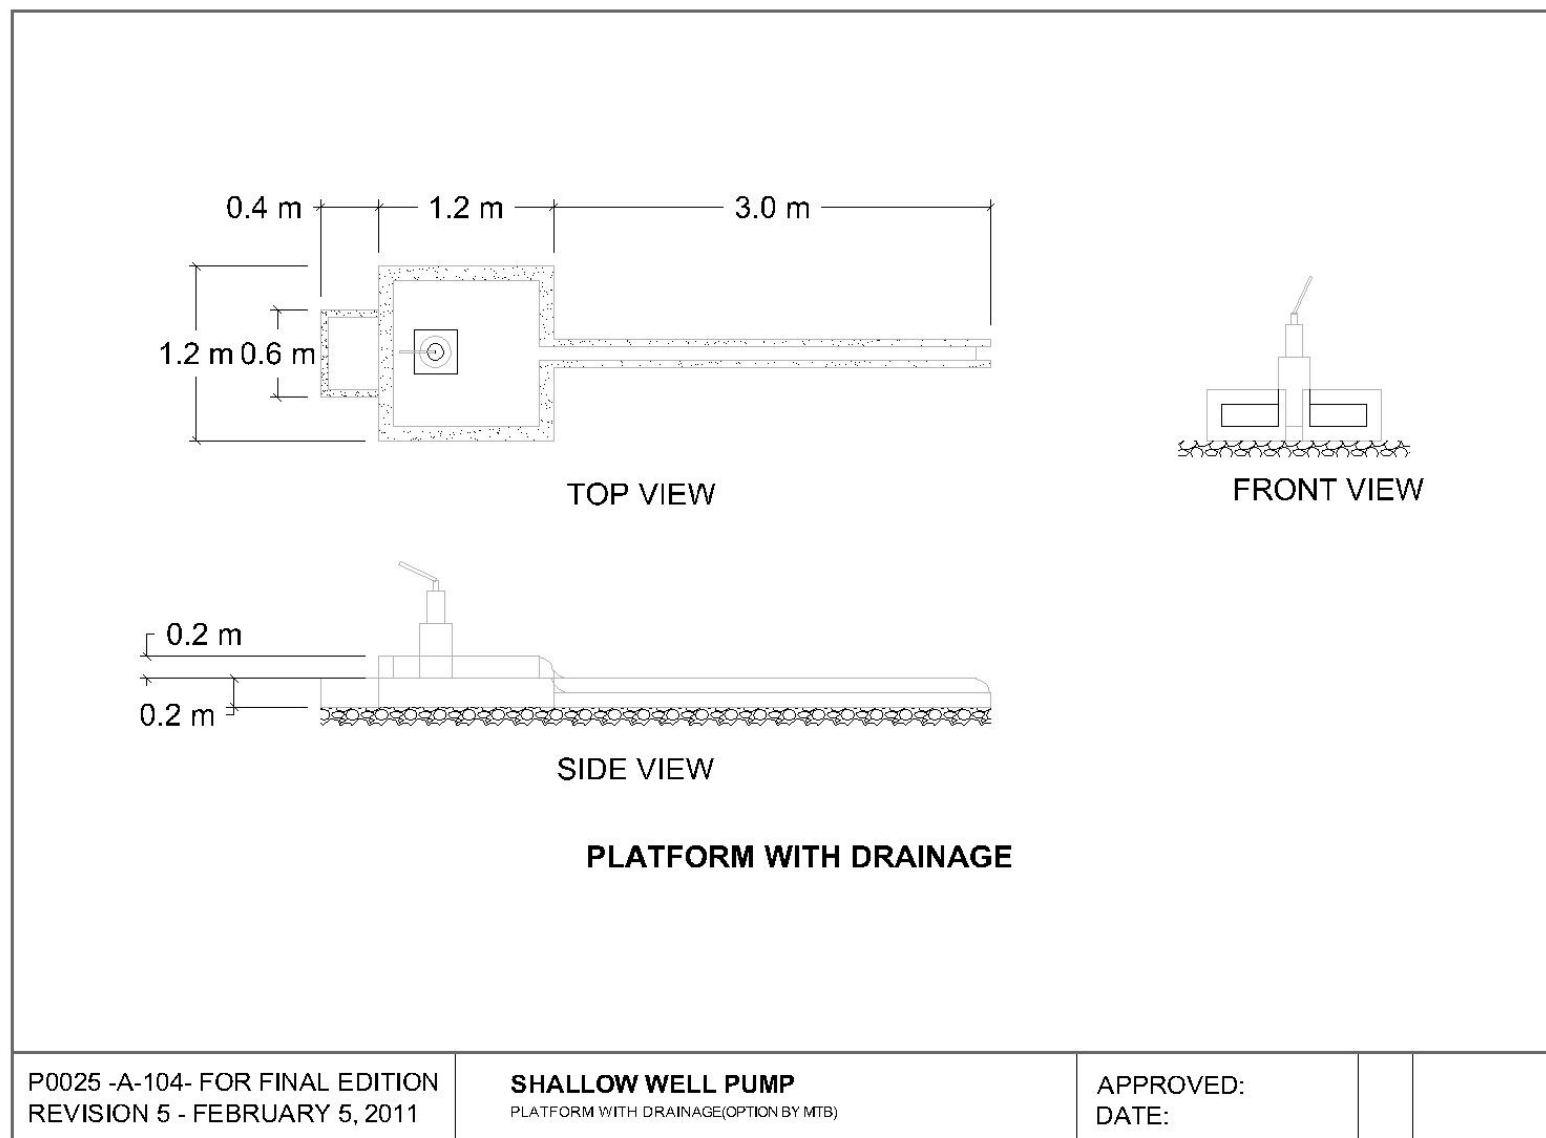 0.4 m
1.2 m
3.0 m
1.2 m
0.6 m
TOP VIEW
FRONT VIEW
0.2 m
0.2 m
SIDE VIEW
PLATFORM WITH DRAINAGE
P0025 -A-104- FOR FINAL EDITION
REVISION 5 - FEBRUARY 5, 2011
SHALLOW WELL PUMP
PLATFORM WITH DRAINAGE(OPTION BY MTB)
APPROVED:
DATE: